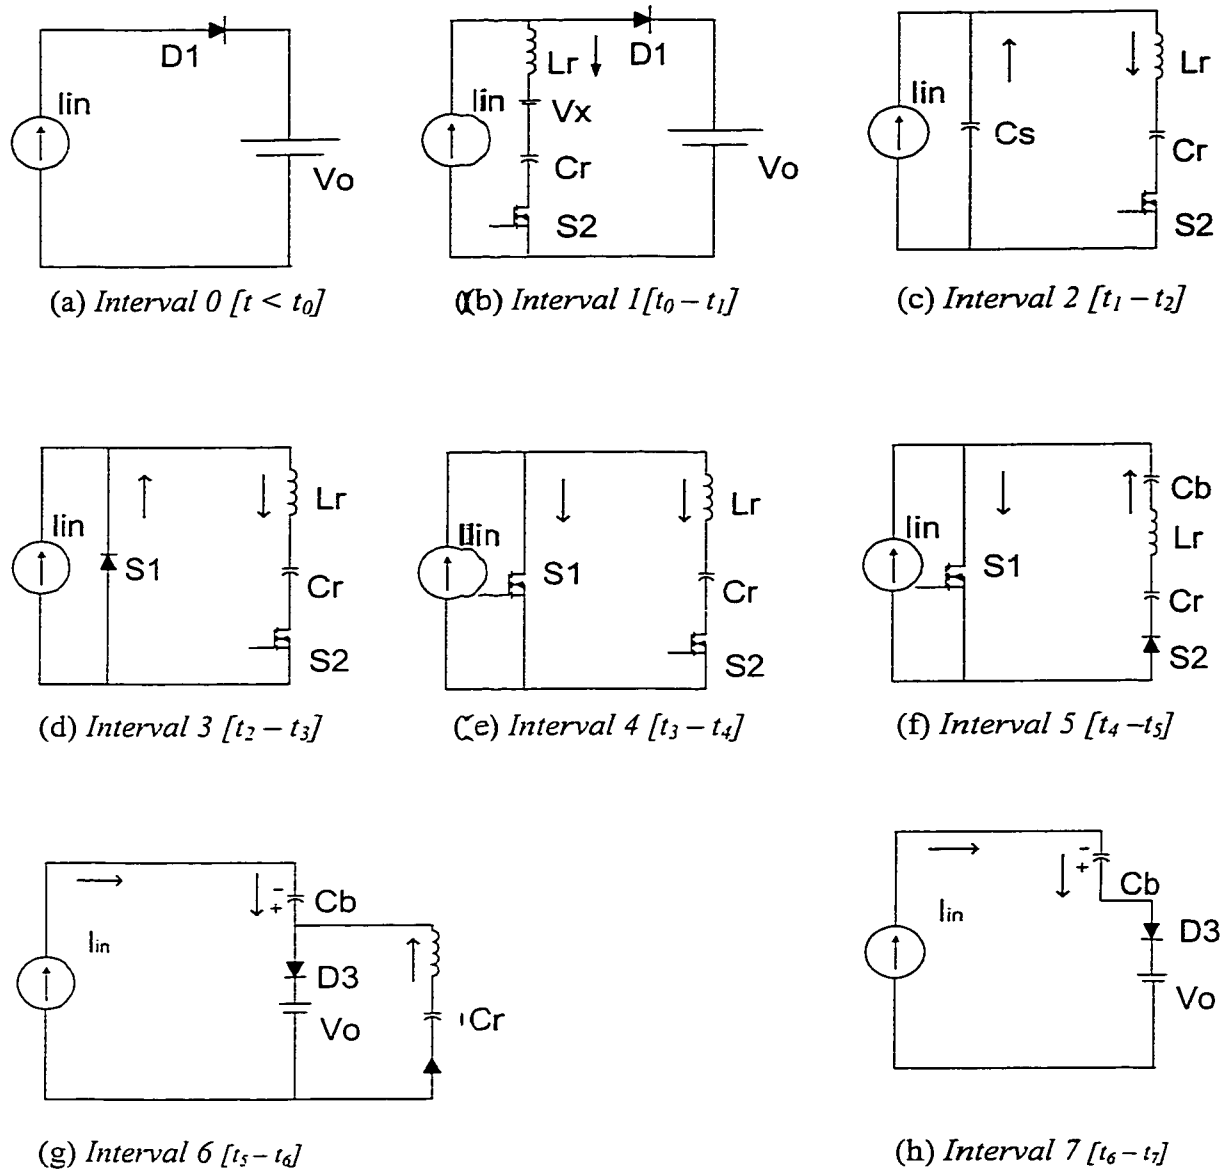 D1
Iin
Vo
(a) Interval 0 [t < t0]
Lr
D1
Iin
Vx
Cr
Vo
S2
(b) Interval 1[t0 – t1]
Iin
Lr
Cs
Cr
S2
(c) Interval 2 [t1 – t2]
Iin
Lr
S1
Cr
S2
(d) Interval 3 [t2 – t3]
Iin
Lr
S1
Cr
S2
(e) Interval 4 [t3 – t4]
Cb
Iin
Lr
S1
Cr
S2
(f) Interval 5 [t4 –t5]
-
+
Cb
Iin
D3
Vo
Cr
(g) Interval 6 [t5 – t6]
-
+
Cb
Iin
D3
Vo
(h) Interval 7 [t6 – t7]